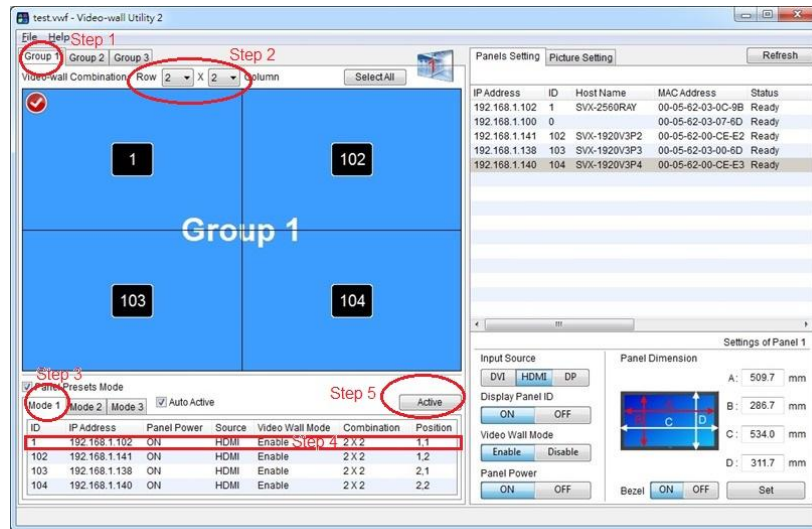 test.vwf - Video-wall Utility 2
File Help
Step 1
Group 1 Group 2 Group 3
Step 2
Video-wall Combination Row 2 X 2 Column Select All
1
1 102
Group 1
103 104
Step 3
Panel Presets Mode
Mode 1 Mode 2 Mode 3 Auto Active
Step 5
Active
ID IP Address Panel Power Source Video Wall Mode Combination Position
1 192.168.1.102 ON HDMI Enable 2 X 2 1,1
Step 4
102 192.168.1.141 ON HDMI Enable 2 X 2 1,2
103 192.168.1.138 ON HDMI Enable 2 X 2 2,1
104 192.168.1.140 ON HDMI Enable 2 X 2 2,2
Panels Setting Picture Setting Refresh
IP Address ID Host Name MAC Address Status
192.168.1.102 1 SVX-2560RAY 00-05-62-03-0C-9B Ready
192.168.1.100 0 00-05-62-03-07-6D Ready
192.168.1.141 102 SVX-1920V3P2 00-05-62-00-CE-E2 Ready
192.168.1.138 103 SVX-1920V3P3 00-05-62-03-00-6D Ready
192.168.1.140 104 SVX-1920V3P4 00-05-62-00-CE-E3 Ready
Settings of Panel 1
Input Source
DVI HDMI DP
Display Panel ID
ON OFF
Video Wall Mode
Enable Disable
Panel Power
ON OFF
Panel Dimension
A
B
C
D
A: 509.7 mm
B: 286.7 mm
C: 534.0 mm
D: 311.7 mm
Bezel ON OFF Set